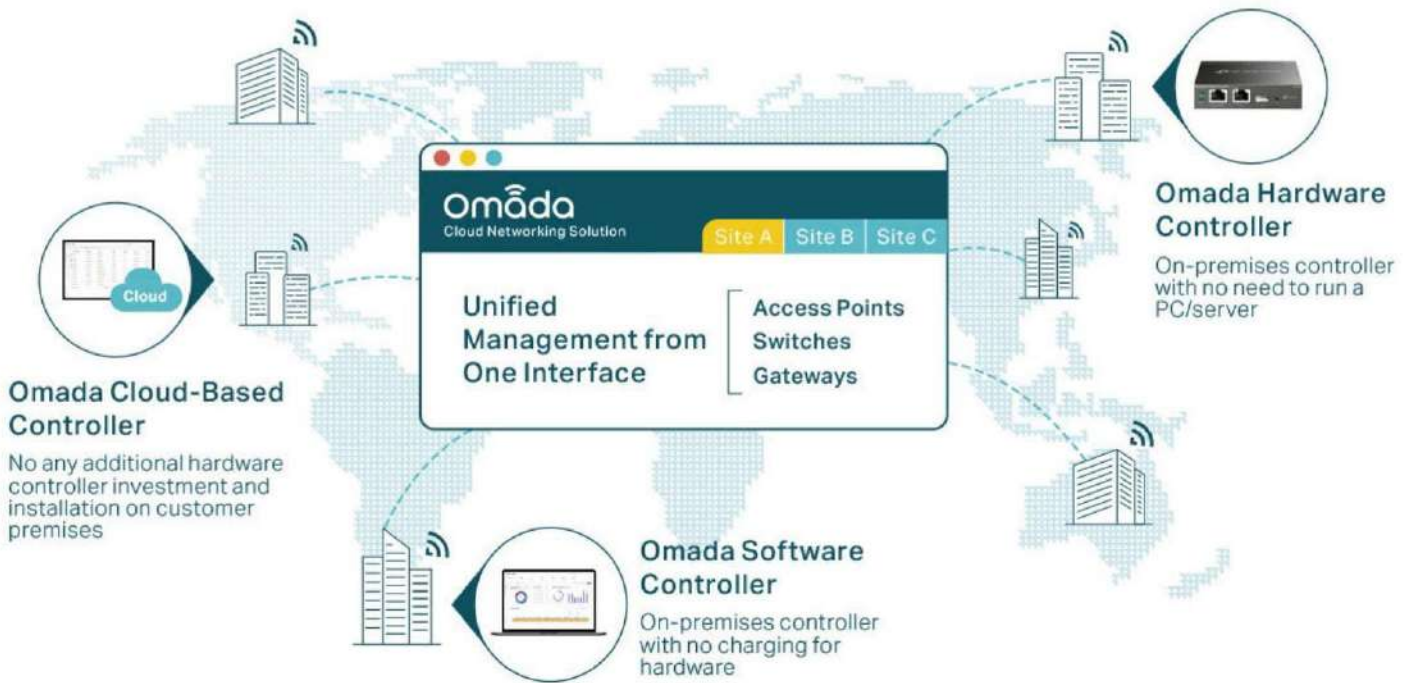 Omada
Cloud Networking Solution
Site A
Site B
Site C
Unified
Management from
One Interface
Access Points
Switches
Gateways
Omada Hardware
Controller
On-premises controller
with no need to run a
PC/server
Cloud
Omada Cloud-Based
Controller
No any additional hardware
controller investment and
installation on customer
premises
Omada Software
Controller
On-premises controller
with no charging for
hardware